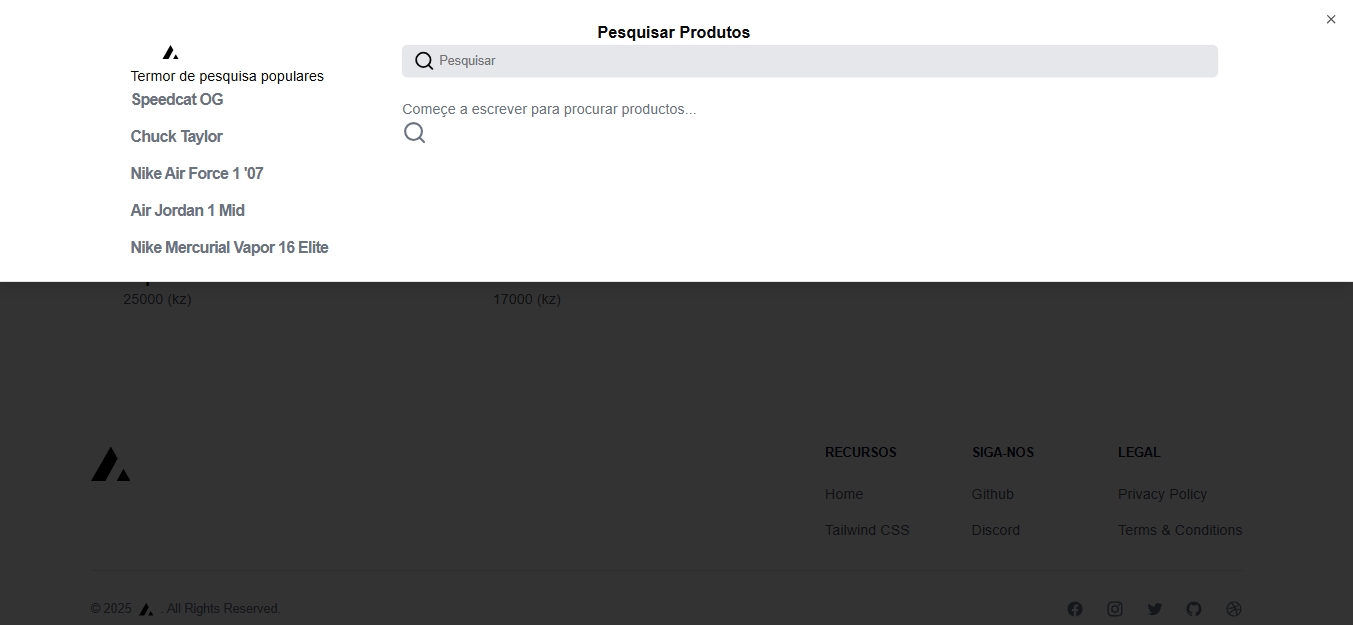 Pesquisar Produtos
Termor de pesquisa populares
Speedcat OG
Chuck Taylor
Nike Air Force 1 '07
Air Jordan 1 Mid
Nike Mercurial Vapor 16 Elite
Pesquisar
Começe a escrever para procurar productos...
25000 (kz)
17000 (kz)
RECURSOS
Home
Tailwind CSS
SIGA-NOS
Github
Discord
LEGAL
Privacy Policy
Terms & Conditions
© 2025 . All Rights Reserved.